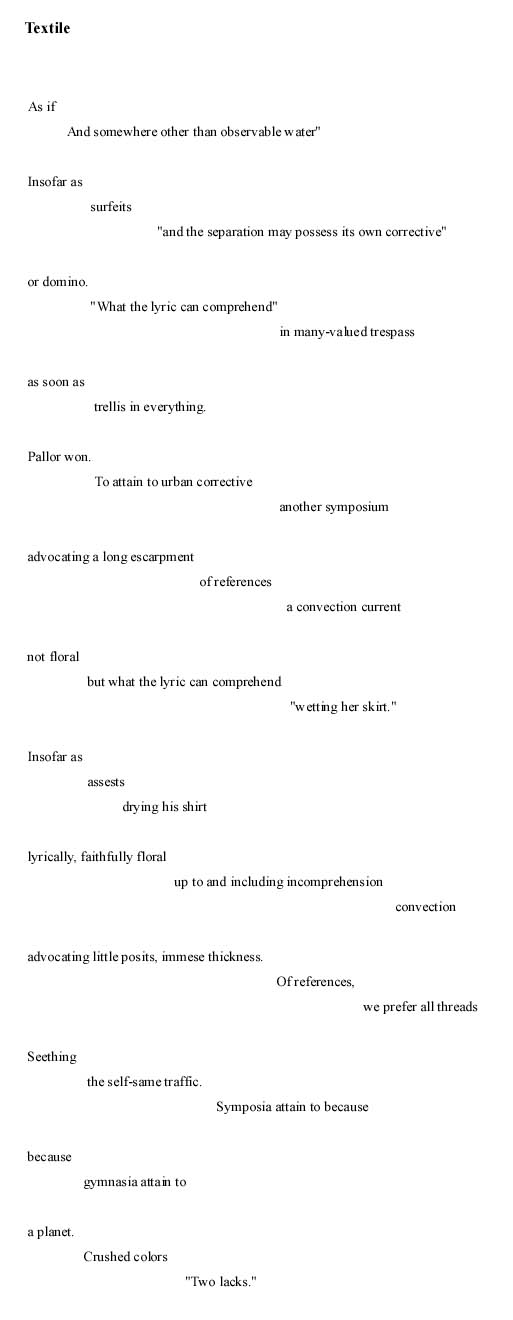 Textile
As if
And somewhere other than observable water"
Insofar as
surfeits
"and the separation may possess its own corrective"
or domino.
"What the lyric can comprehend"
in many-valued trespass
as soon as
trellis in everything.
Pallor won.
To attain to urban corrective
another symposium
advocating a long escarpment
of references
a convection current
not floral
but what the lyric can comprehend
"wetting her skirt."
Insofar as
assests
drying his shirt
lyrically, faithfully floral
up to and including incomprehension
convection
advocating little posits, immese thickness.
Of references,
we prefer all threads
Seething
the self-same traffic.
Symposia attain to because
because
gymnasia attain to
a planet.
Crushed colors
"Two lacks."